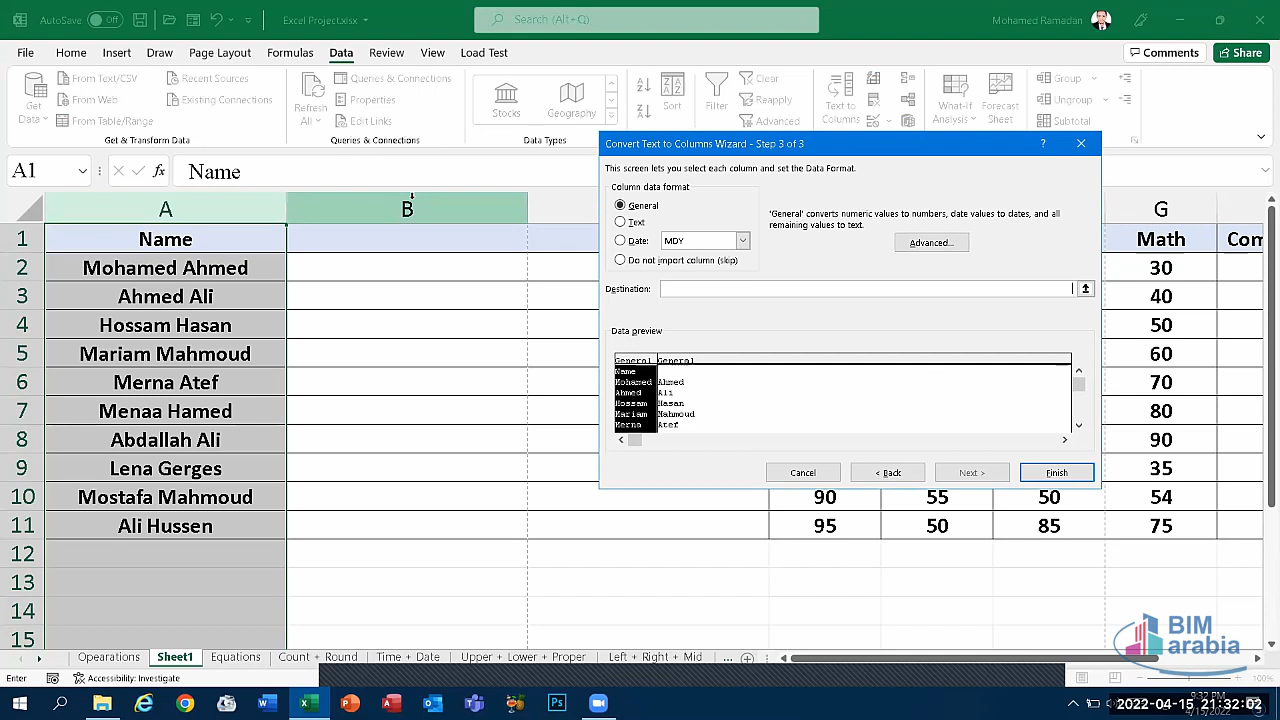 AutoSave Off Excel Project.xlsx Search (Alt+Q) Mohamed Ramadan
File Home Insert Draw Page Layout Formulas Data Review View Load Test Comments Share
From Text/CSV Recent Sources Queries & Connections Clear Group
Get Data From Web Existing Connections Refresh All Properties Stocks Geography Sort Filter Reapply Text to Columns What-If Analysis Forecast Sheet Ungroup
From Table/Range Edit Links Advanced Subtotal
Get & Transform Data Queries & Connections Data Types
Convert Text to Columns Wizard - Step 3 of 3 ?
A1 fx Name
This screen lets you select each column and set the Data Format.
Column data format
General
Text
Date: MDY
Do not import column (skip)
'General' converts numeric values to numbers, date values to dates, and all
remaining values to text.
Advanced...
Destination:
Data preview
General General
Name
Mohamed Ahmed
Ahmed Ali
Hossam Hasan
Mariam Mahmoud
Merna Atef
Cancel < Back Next > Finish
A B G
1 Name Math
2 Mohamed Ahmed 30
3 Ahmed Ali 40
4 Hossam Hasan 50
5 Mariam Mahmoud 60
6 Merna Atef 70
7 Menaa Hamed 80
8 Abdallah Ali 90
9 Lena Gerges 35
10 Mostafa Mahmoud 90 55 50 54
11 Ali Hussen 95 50 85 75
12
13
14
15
BIM
arabia
Operations Sheet1 Equations Count + Round Time + Date Upper + Lower + Proper Left + Right + Mid ...
Enter Accessibility: Investigate 100%
9:32 PM
2022-04-15 21:32:02
4/15/2022